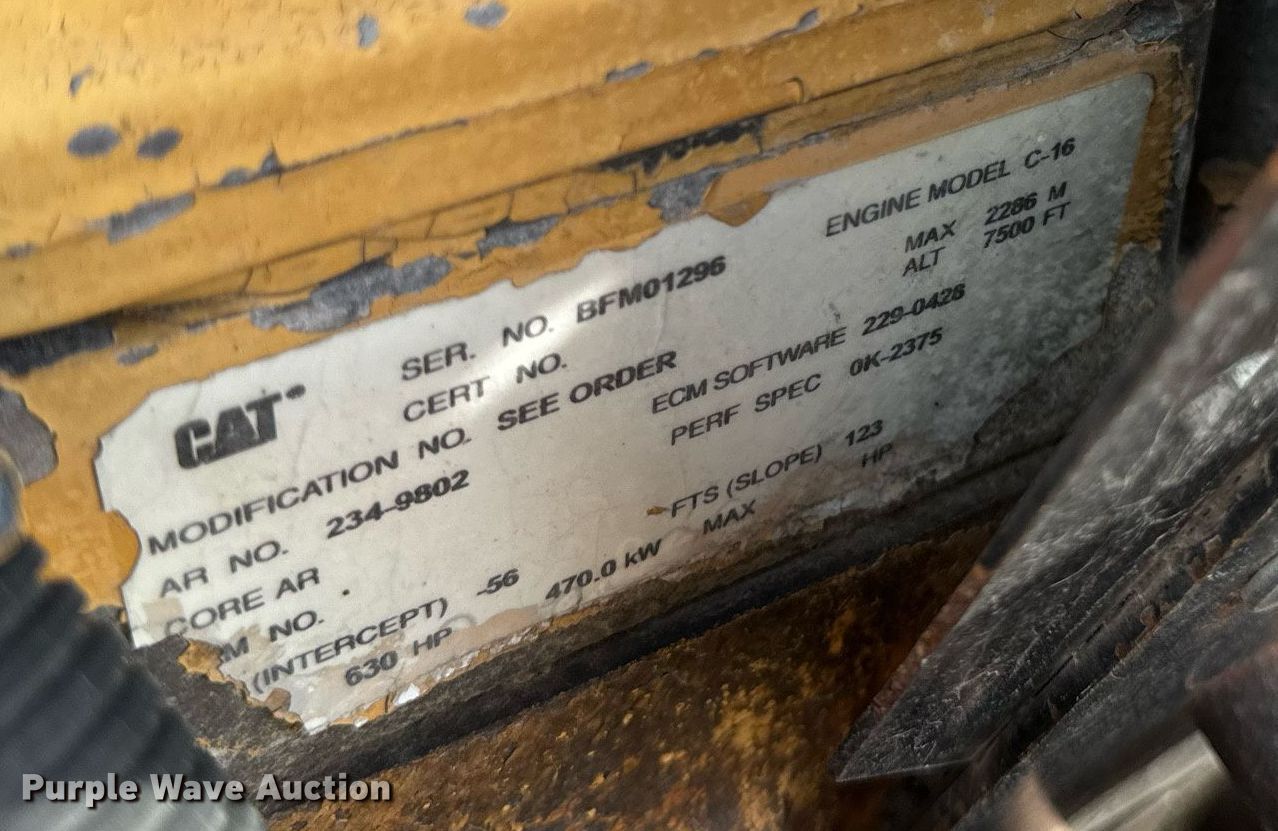 CAT
SER. NO. BFM01296
ENGINE MODEL C-16
CERT NO.
MAX 2286 M
ALT 7500 FT
MODIFICATION NO. SEE ORDER
ECM SOFTWARE 229-0428
AR NO. 234-9802
PERF SPEC 0K-2375
CORE AR
NO.
(INTERCEPT) -56
FTS (SLOPE) 123
630 HP 470.0 kW MAX HP
Purple Wave Auction